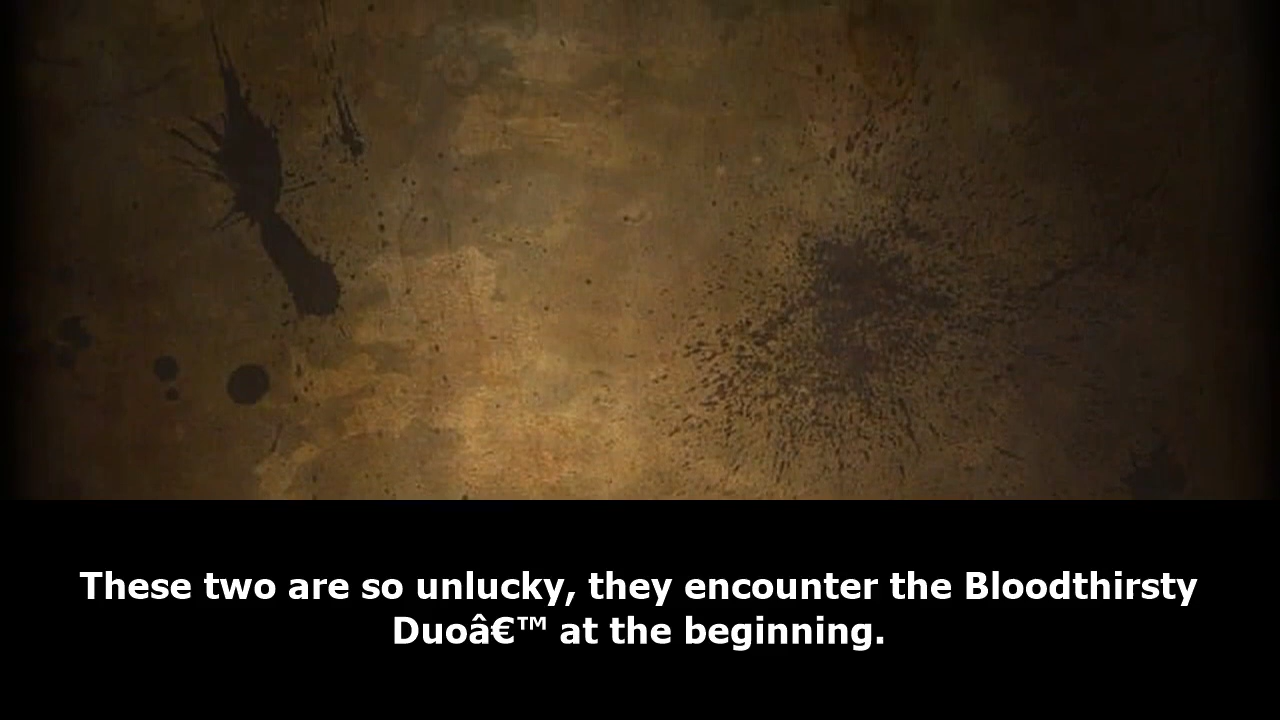 These two are so unlucky, they encounter the Bloodthirsty
Duoâ€™ at the beginning.